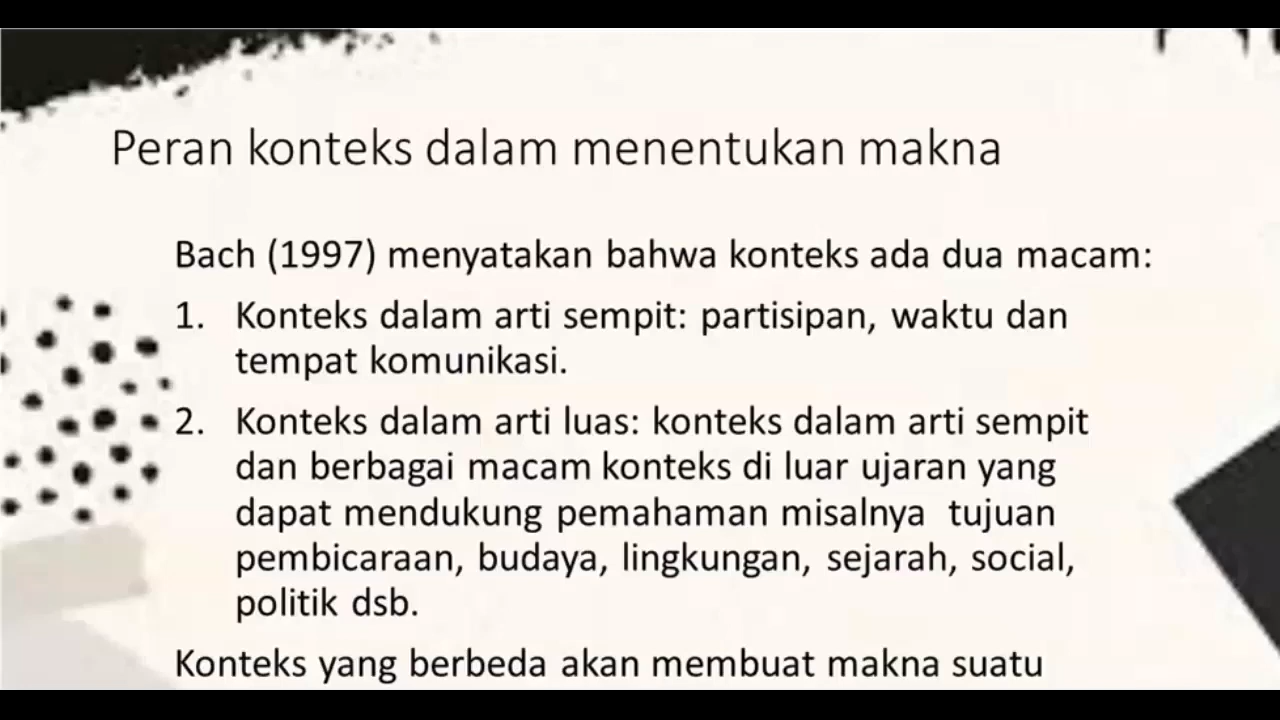 Peran konteks dalam menentukan makna
Bach (1997) menyatakan bahwa konteks ada dua macam:
1. Konteks dalam arti sempit: partisipan, waktu dan
tempat komunikasi.
2. Konteks dalam arti luas: konteks dalam arti sempit
dan berbagai macam konteks di luar ujaran yang
dapat mendukung pemahaman misalnya  tujuan
pembicaraan, budaya, lingkungan, sejarah, social,
politik dsb.
Konteks yang berbeda akan membuat makna suatu